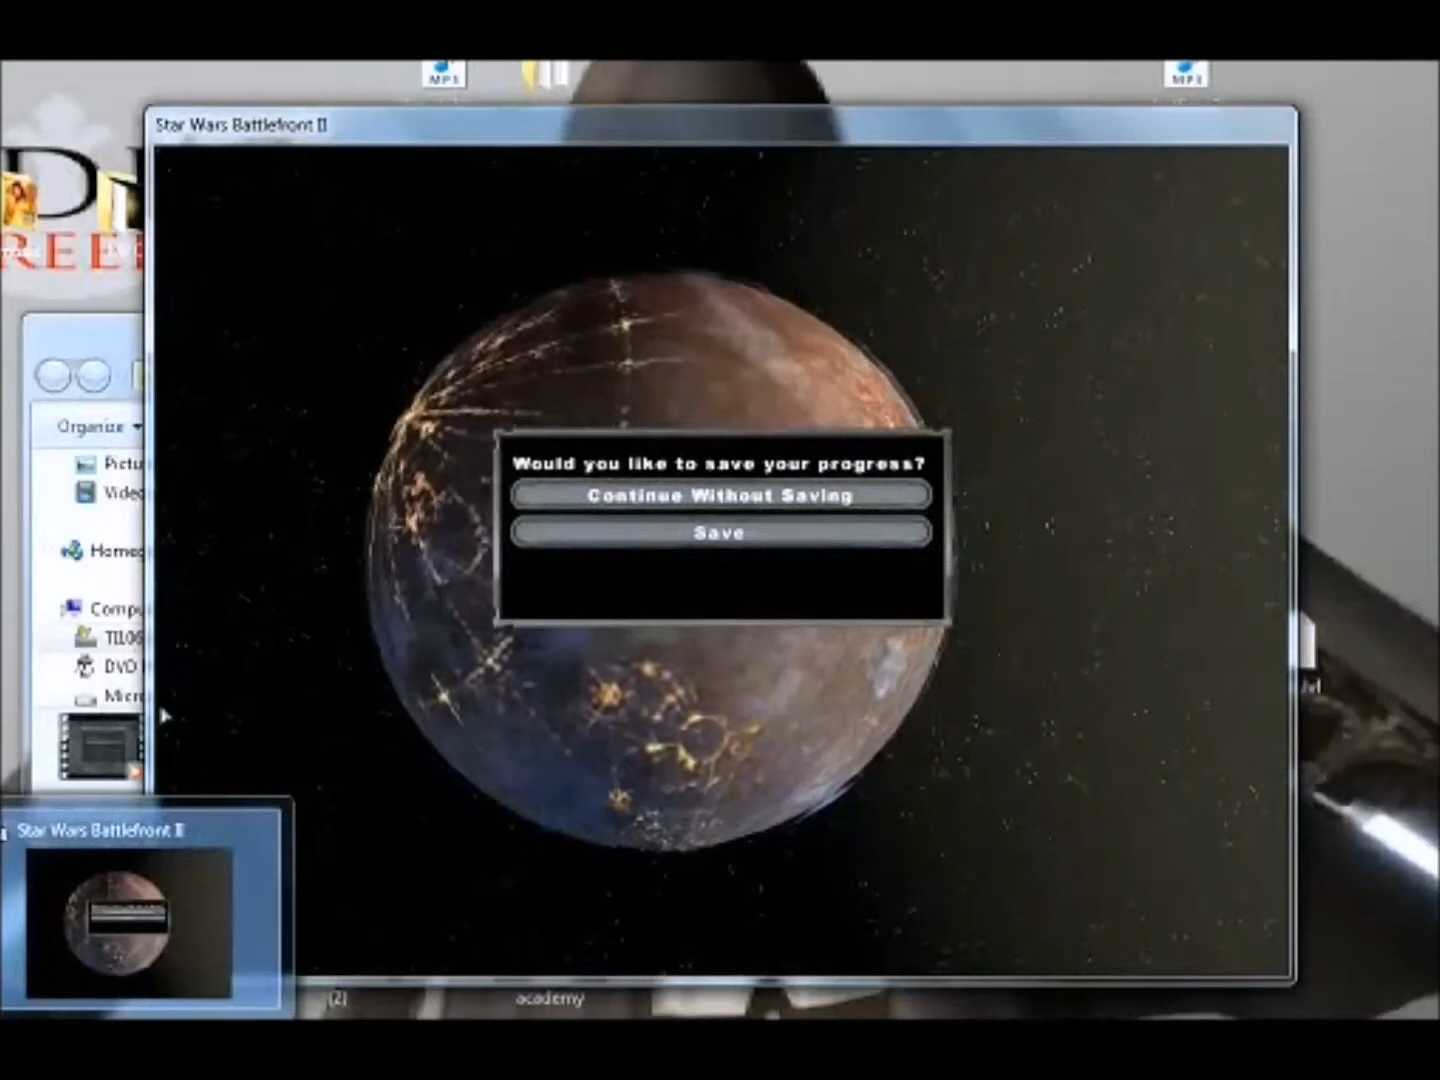 MP3
MP3
Star Wars Battlefront II
Organize
Would you like to save your progress?
Continue Without Saving
Save
DVD
Star Wars Battlefront II
(2)
academy